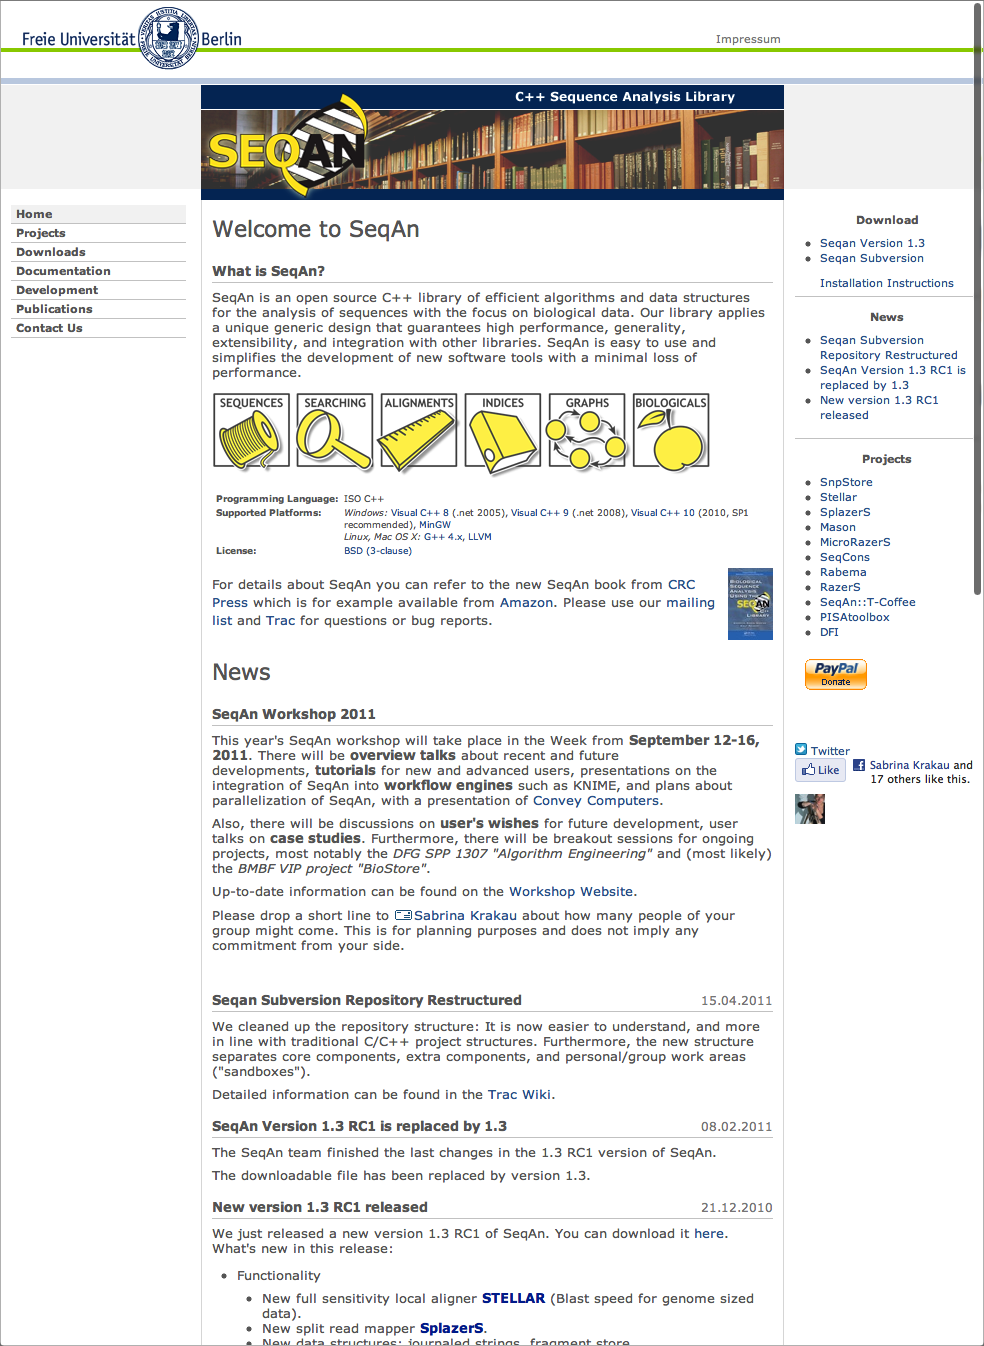 Freie Universität Berlin
Impressum
C++ Sequence Analysis Library
SEQAN
Home
Projects
Downloads
Documentation
Development
Publications
Contact Us
Welcome to SeqAn
What is SeqAn?
SeqAn is an open source C++ library of efficient algorithms and data structures
for the analysis of sequences with the focus on biological data. Our library applies
a unique generic design that guarantees high performance, generality,
extensibility, and integration with other libraries. SeqAn is easy to use and
simplifies the development of new software tools with a minimal loss of
performance.
SEQUENCES SEARCHING ALIGNMENTS INDICES GRAPHS BIOLOGICALS
Programming Language: ISO C++
Supported Platforms: Windows: Visual C++ 8 (.net 2005), Visual C++ 9 (.net 2008), Visual C++ 10 (2010, SP1
recommended), MinGW
Linux, Mac OS X: G++ 4.x, LLVM
License: BSD (3-clause)
For details about SeqAn you can refer to the new SeqAn book from CRC
Press which is for example available from Amazon. Please use our mailing
list and Trac for questions or bug reports.
BIOLOGICAL
SEQUENCE
ANALYSIS
USING THE
SEQAN
LIBRARY
News
SeqAn Workshop 2011
This year's SeqAn workshop will take place in the Week from September 12-16,
2011. There will be overview talks about recent and future
developments, tutorials for new and advanced users, presentations on the
integration of SeqAn into workflow engines such as KNIME, and plans about
parallelization of SeqAn, with a presentation of Convey Computers.
Also, there will be discussions on user's wishes for future development, user
talks on case studies. Furthermore, there will be breakout sessions for ongoing
projects, most notably the DFG SPP 1307 "Algorithm Engineering" and (most likely)
the BMBF VIP project "BioStore".
Up-to-date information can be found on the Workshop Website.
Please drop a short line to Sabrina Krakau about how many people of your
group might come. This is for planning purposes and does not imply any
commitment from your side.
Seqan Subversion Repository Restructured 15.04.2011
We cleaned up the repository structure: It is now easier to understand, and more
in line with traditional C/C++ project structures. Furthermore, the new structure
separates core components, extra components, and personal/group work areas
("sandboxes").
Detailed information can be found in the Trac Wiki.
SeqAn Version 1.3 RC1 is replaced by 1.3 08.02.2011
The SeqAn team finished the last changes in the 1.3 RC1 version of SeqAn.
The downloadable file has been replaced by version 1.3.
New version 1.3 RC1 released 21.12.2010
We just released a new version 1.3 RC1 of SeqAn. You can download it here.
What's new in this release:
• Functionality
• New full sensitivity local aligner STELLAR (Blast speed for genome sized
data).
• New split read mapper SplazerS.
• New data structures: journaled strings, fragment store
Download
• Seqan Version 1.3
• Seqan Subversion
Installation Instructions
News
• Seqan Subversion
Repository Restructured
• SeqAn Version 1.3 RC1 is
replaced by 1.3
• New version 1.3 RC1
released
Projects
• SnpStore
• Stellar
• SplazerS
• Mason
• MicroRazerS
• SeqCons
• Rabema
• RazerS
• SeqAn::T-Coffee
• PISAtoolbox
• DFI
PayPal
Donate
Twitter
Like
Sabrina Krakau and
17 others like this.